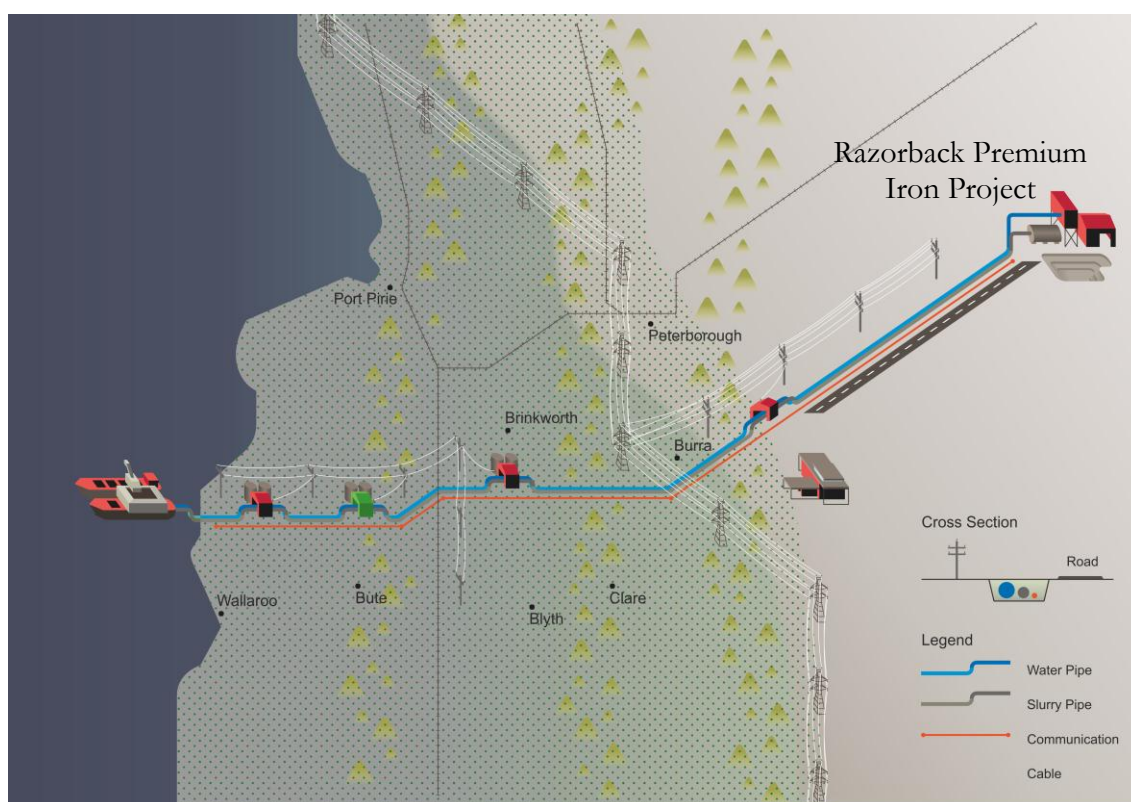 Razorback Premium
Iron Project
Port Pirie
Peterborough
Brinkworth
Burra
Wallaroo
Bute
Blyth
Clare
Cross Section
Road
Legend
Water Pipe
Slurry Pipe
Communication
Cable